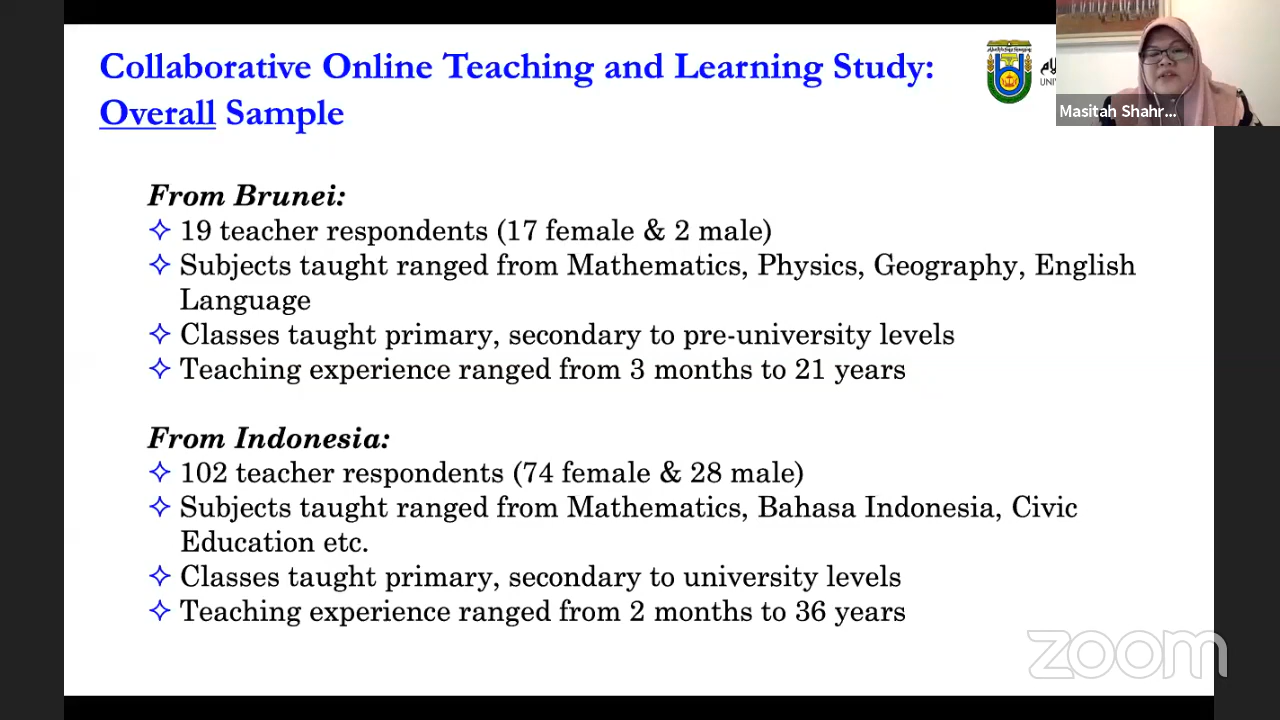 Collaborative Online Teaching and Learning Study:
Overall Sample
UNIV
Masitah Shahr...
From Brunei:
✧ 19 teacher respondents (17 female & 2 male)
✧ Subjects taught ranged from Mathematics, Physics, Geography, English
Language
✧ Classes taught primary, secondary to pre-university levels
✧ Teaching experience ranged from 3 months to 21 years
From Indonesia:
✧ 102 teacher respondents (74 female & 28 male)
✧ Subjects taught ranged from Mathematics, Bahasa Indonesia, Civic
Education etc.
✧ Classes taught primary, secondary to university levels
✧ Teaching experience ranged from 2 months to 36 years
zoom